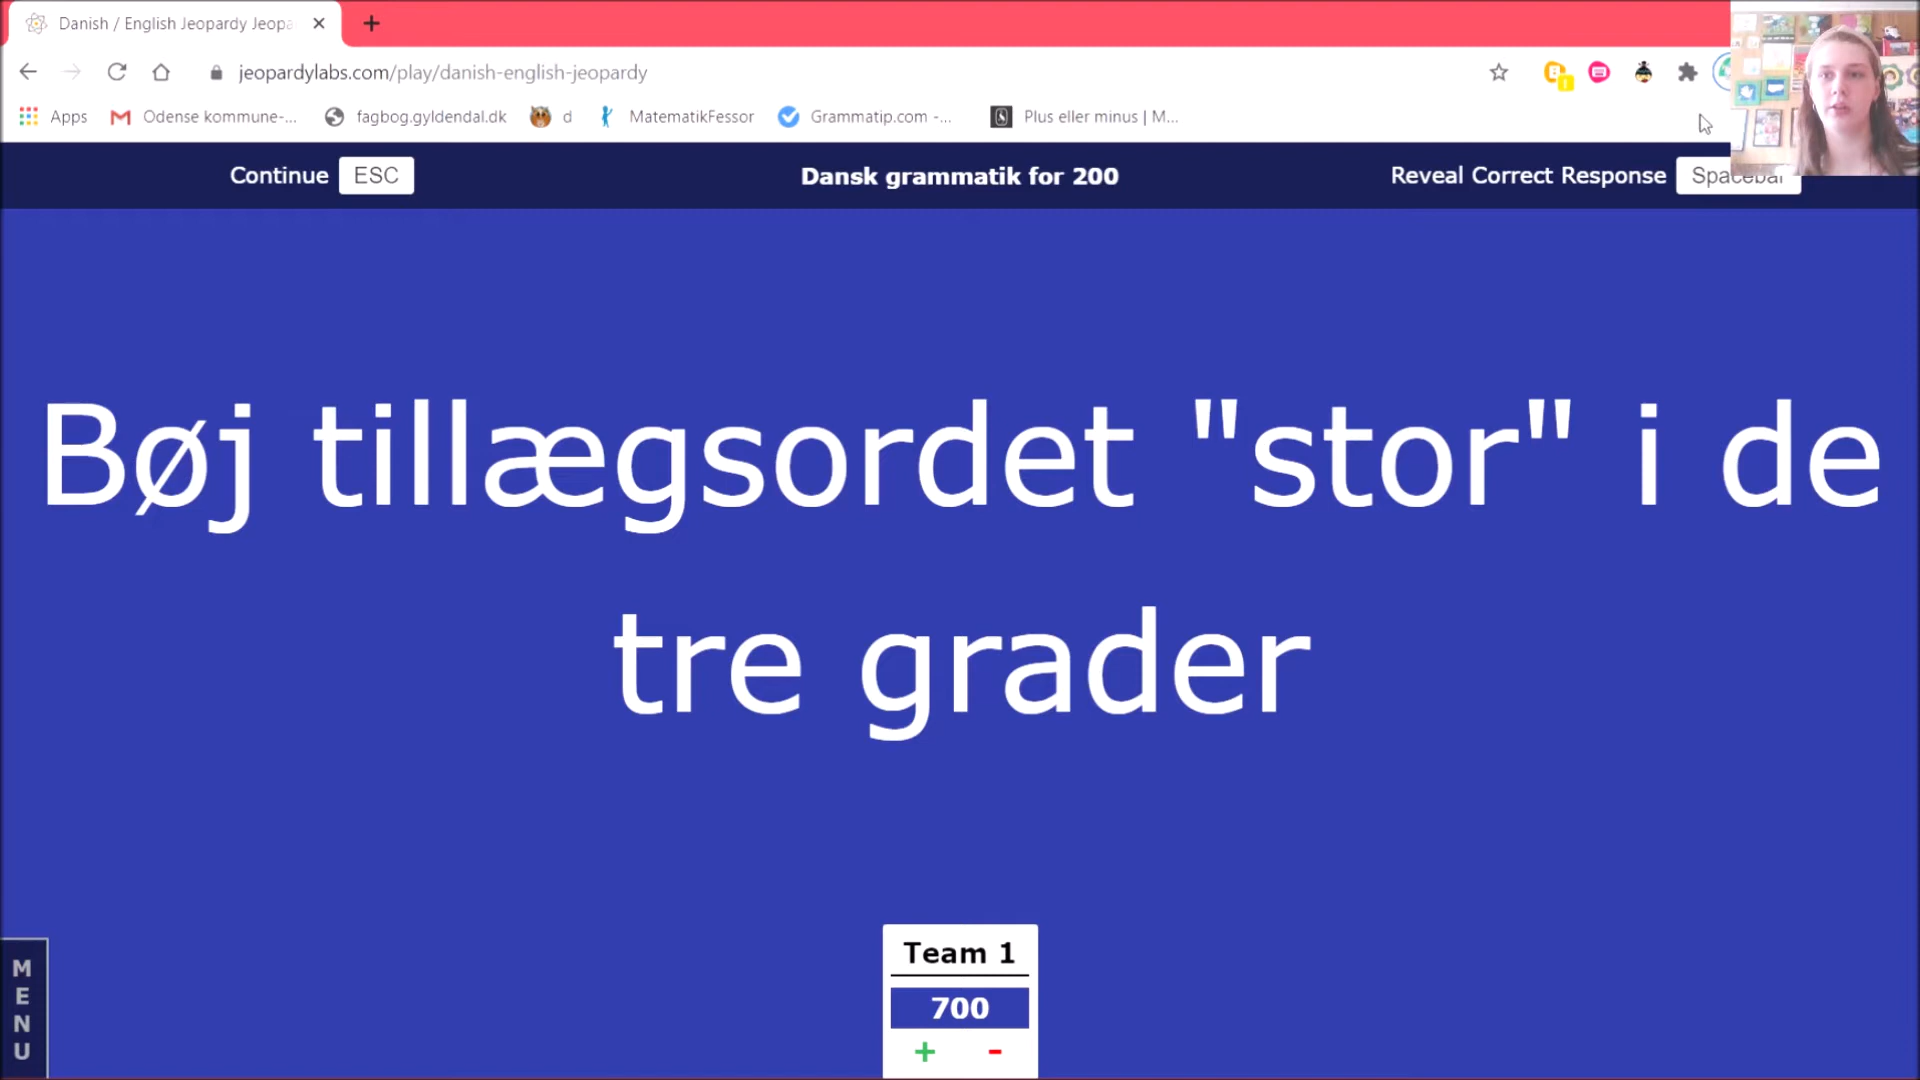 Danish / English Jeopardy Jeopa
jeopardylabs.com/play/danish-english-jeopardy
Apps Odense kommune-... fagbog.gyldendal.dk d MatematikFessor Grammatip.com -... Plus eller minus | M...
Continue ESC Dansk grammatik for 200 Reveal Correct Response Spacebar
Bøj tillægsordet "stor" i de
tre grader
Team 1
700
+ -
MENU